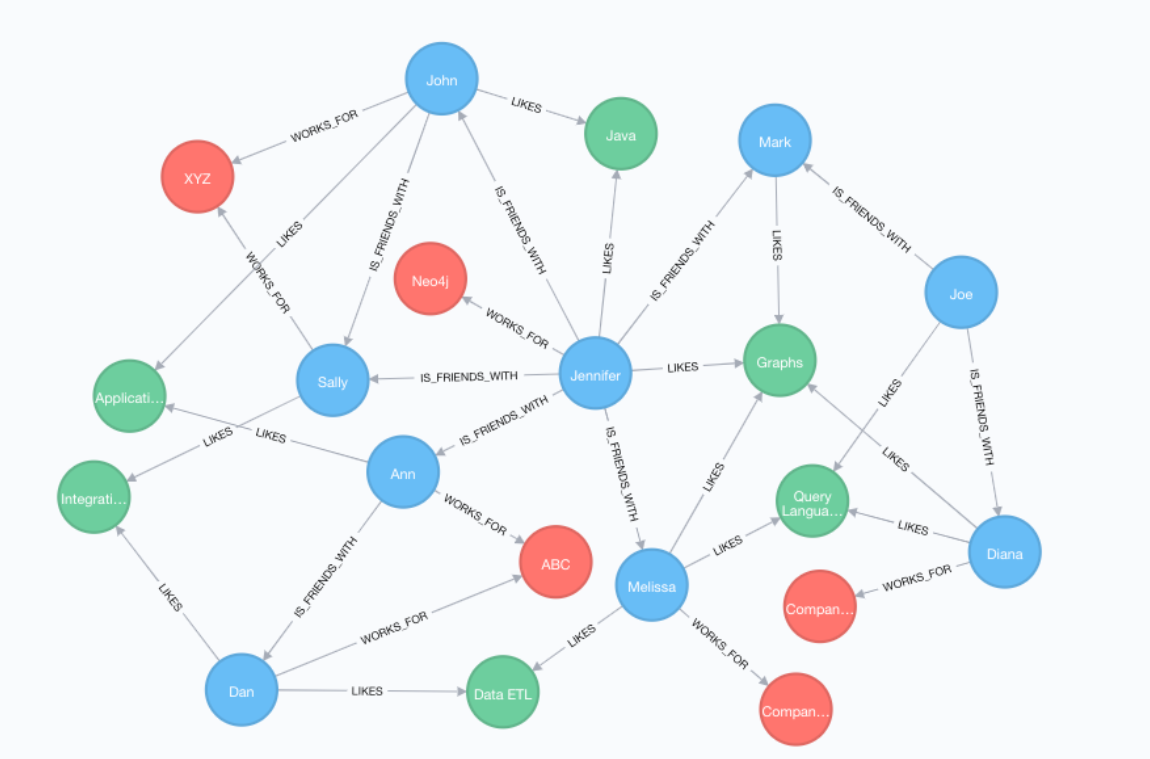 John
LIKES
Java
Mark
WORKS_FOR
XYZ
IS_FRIENDS_WITH
IS_FRIENDS_WITH
IS_FRIENDS_WITH
IS_FRIENDS_WITH
LIKES
LIKES
LIKES
WORKS_FOR
Neo4j
WORKS_FOR
Joe
Graphs
Jennifer
LIKES
IS_FRIENDS_WITH
Sally
Applicati...
IS_FRIENDS_WITH
LIKES
LIKES
LIKES
IS_FRIENDS_WITH
IS_FRIENDS_WITH
Ann
LIKES
LIKES
Integrati...
WORKS_FOR
Query
Langua...
LIKES
Diana
LIKES
ABC
IS_FRIENDS_WITH
Melissa
WORKS_FOR
Compan...
LIKES
WORKS_FOR
LIKES
WORKS_FOR
Dan
LIKES
Data ETL
Compan...